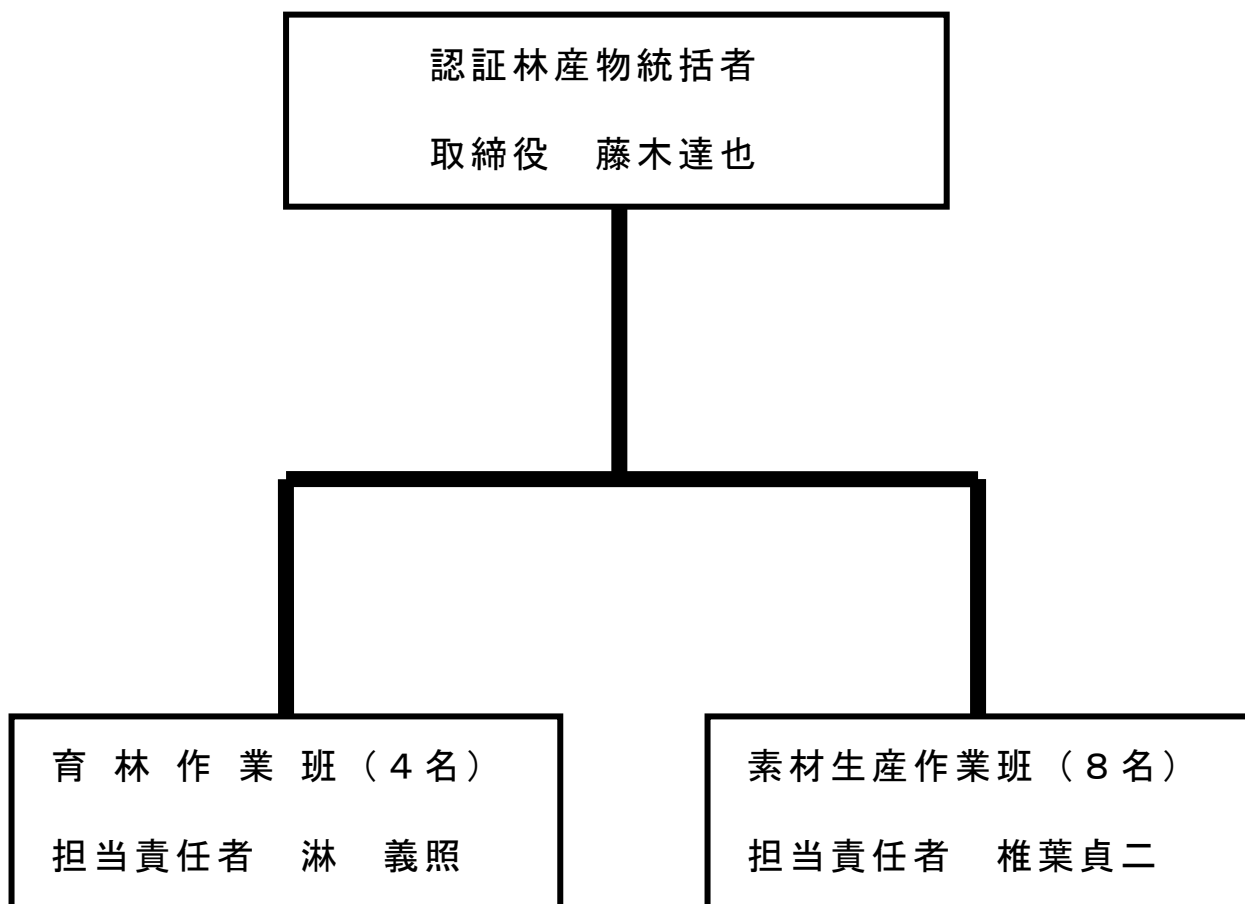 認証林産物統括者
取締役　藤木達也
育 林 作 業 班（４名）
担当責任者　淋　義照
素材生産作業班（８名）
担当責任者　椎葉貞二